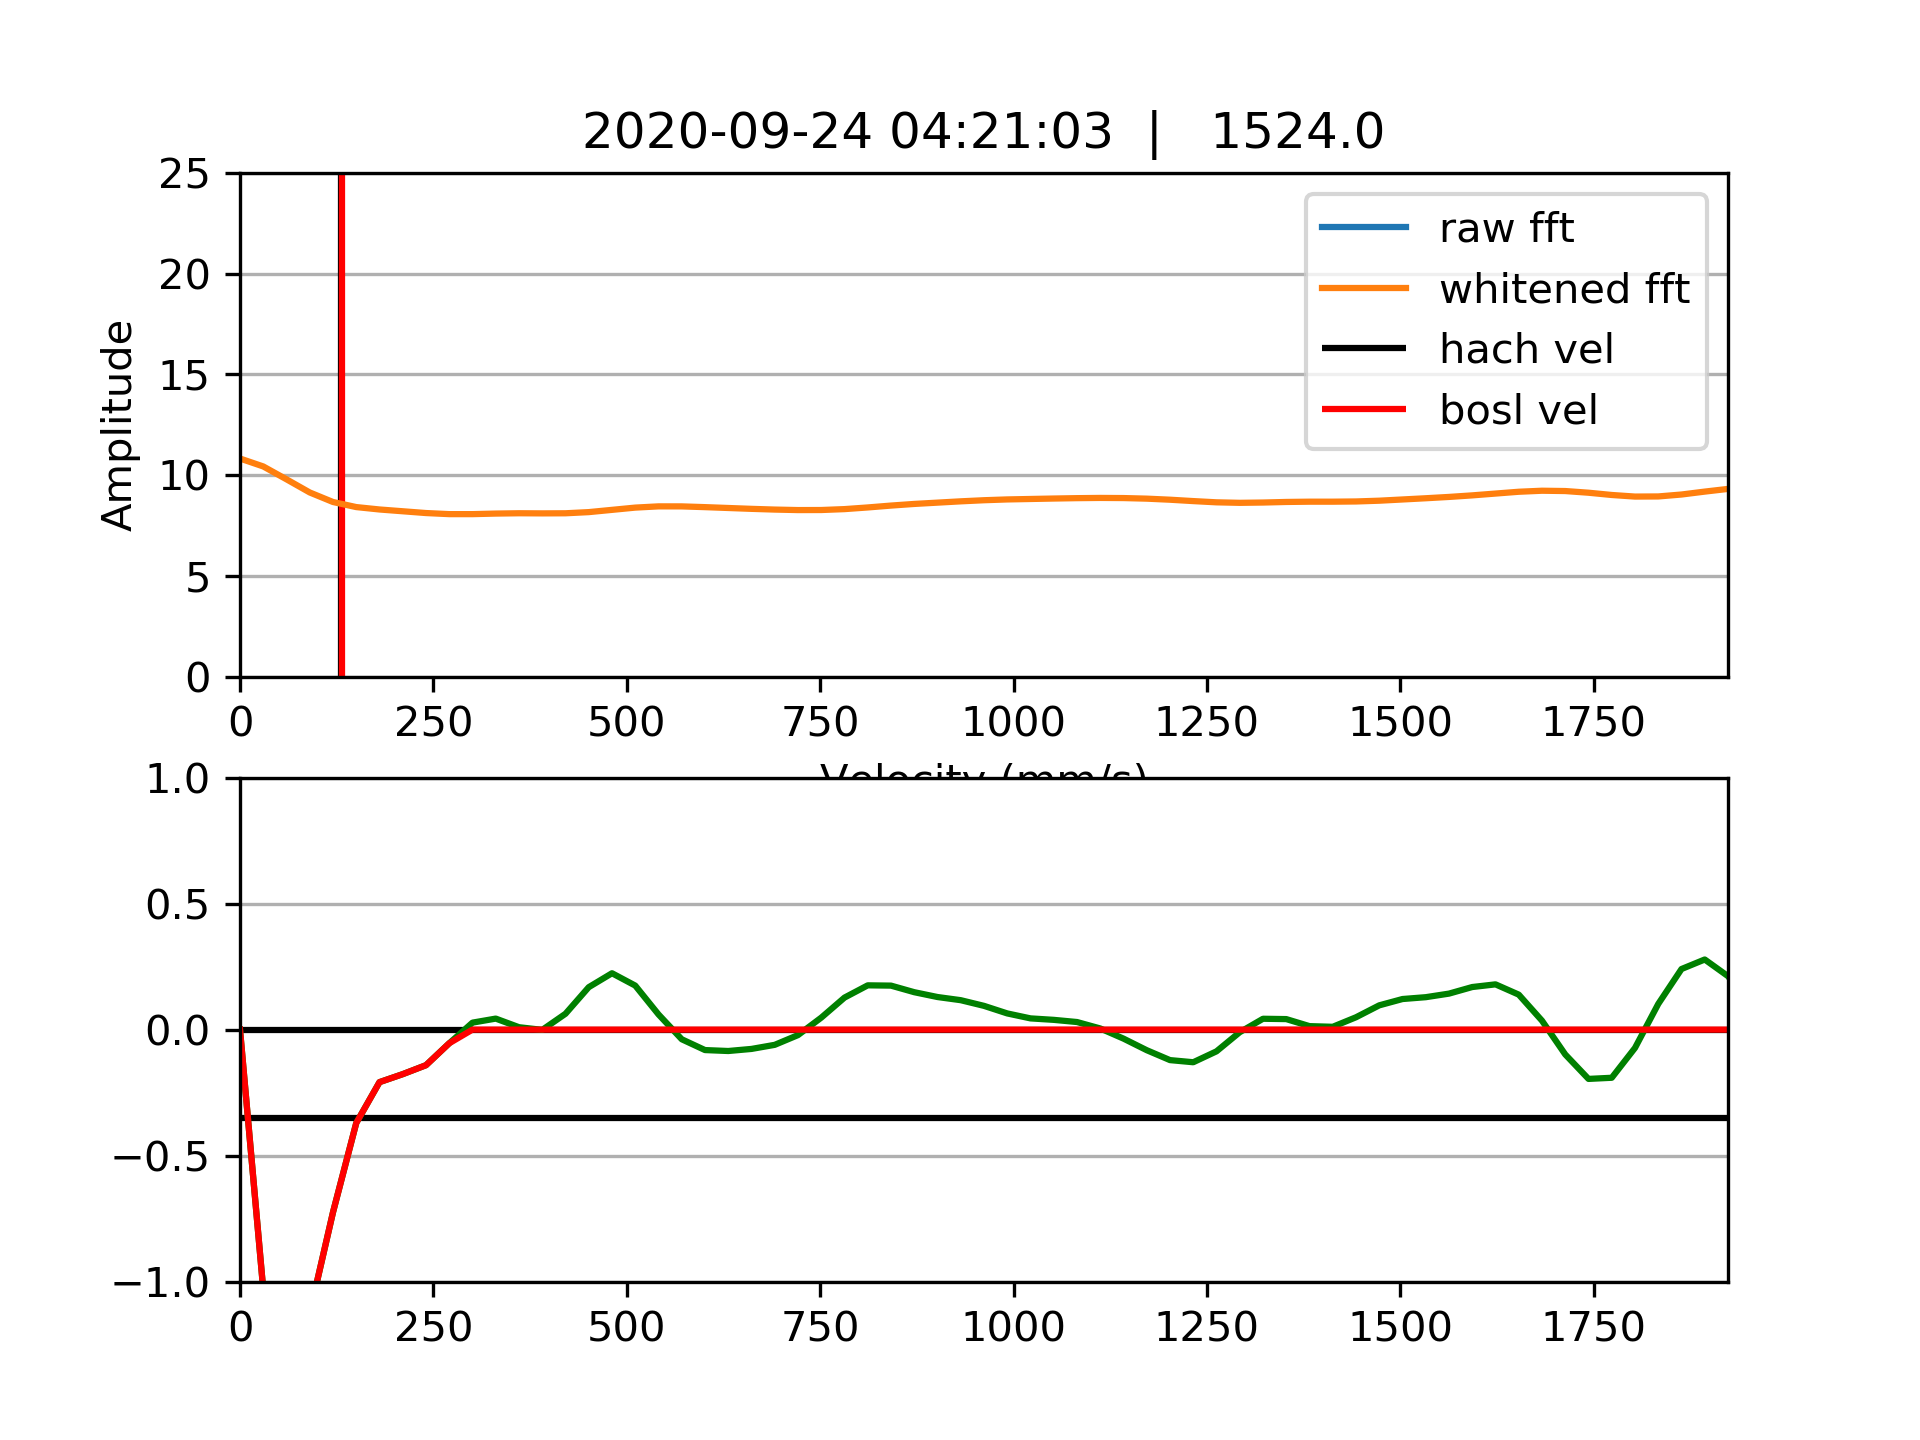 2020-09-24 04:21:03 | 1524.0
25
20
15
10
5
0
Amplitude
raw fft
whitened fft
hach vel
bosl vel
0 250 500 750 1000 1250 1500 1750
Velocity (mm/s)
1.0
0.5
0.0
−0.5
−1.0
0 250 500 750 1000 1250 1500 1750